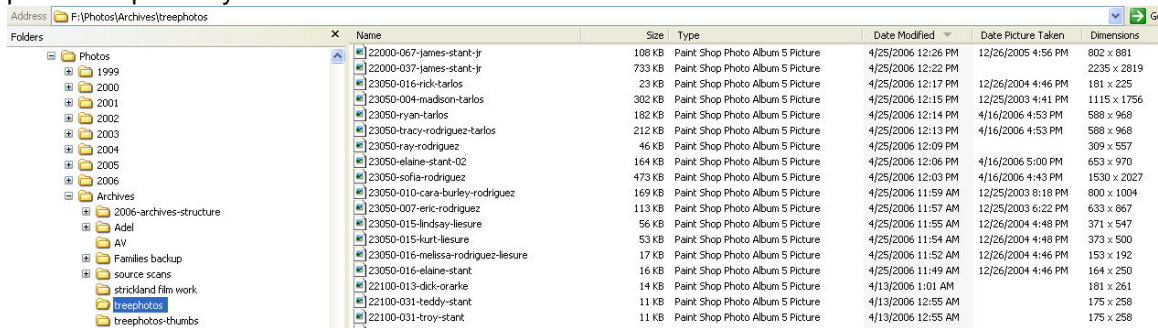 Address F:\Photos\Archives\treephotos
Folders x
Photos
1999
2000
2001
2002
2003
2004
2005
2006
Archives
2006-archives-structure
Adel
AV
Families backup
source scans
strickland film work
treephotos
treephotos-thumbs
Name Size Type Date Modified Date Picture Taken Dimensions
22000-067-james-stant-jr 108 KB Paint Shop Photo Album 5 Picture 4/25/2006 12:26 PM 12/26/2005 4:56 PM 802 x 881
22000-037-james-stant-jr 733 KB Paint Shop Photo Album 5 Picture 4/25/2006 12:22 PM 2235 x 2819
23050-016-rick-tarlos 23 KB Paint Shop Photo Album 5 Picture 4/25/2006 12:17 PM 12/26/2004 4:46 PM 181 x 225
23050-004-madison-tarlos 302 KB Paint Shop Photo Album 5 Picture 4/25/2006 12:15 PM 12/25/2003 4:41 PM 1115 x 1756
23050-ryan-tarlos 182 KB Paint Shop Photo Album 5 Picture 4/25/2006 12:14 PM 4/16/2006 4:53 PM 588 x 968
23050-tracy-rodriguez-tarlos 212 KB Paint Shop Photo Album 5 Picture 4/25/2006 12:13 PM 4/16/2006 4:53 PM 588 x 968
23050-ray-rodriguez 46 KB Paint Shop Photo Album 5 Picture 4/25/2006 12:09 PM 309 x 557
23050-elaine-stant-02 164 KB Paint Shop Photo Album 5 Picture 4/25/2006 12:06 PM 4/16/2006 5:00 PM 653 x 970
23050-sofia-rodriguez 473 KB Paint Shop Photo Album 5 Picture 4/25/2006 12:03 PM 4/16/2006 4:43 PM 1530 x 2027
23050-010-cara-burley-rodriguez 169 KB Paint Shop Photo Album 5 Picture 4/25/2006 11:59 AM 12/25/2003 8:18 PM 800 x 1004
23050-007-eric-rodriguez 113 KB Paint Shop Photo Album 5 Picture 4/25/2006 11:57 AM 12/25/2003 6:22 PM 633 x 867
23050-015-lindsay-liesure 56 KB Paint Shop Photo Album 5 Picture 4/25/2006 11:55 AM 12/26/2004 4:48 PM 371 x 547
23050-015-kurt-liesure 53 KB Paint Shop Photo Album 5 Picture 4/25/2006 11:54 AM 12/26/2004 4:48 PM 373 x 500
23050-016-melissa-rodriguez-liesure 17 KB Paint Shop Photo Album 5 Picture 4/25/2006 11:52 AM 12/26/2004 4:46 PM 153 x 192
23050-016-elaine-stant 16 KB Paint Shop Photo Album 5 Picture 4/25/2006 11:49 AM 12/26/2004 4:46 PM 164 x 250
22100-013-dick-orarke 14 KB Paint Shop Photo Album 5 Picture 4/13/2006 1:01 AM 181 x 261
22100-031-teddy-stant 11 KB Paint Shop Photo Album 5 Picture 4/13/2006 12:55 AM 175 x 258
22100-031-troy-stant 11 KB Paint Shop Photo Album 5 Picture 4/13/2006 12:55 AM 175 x 258